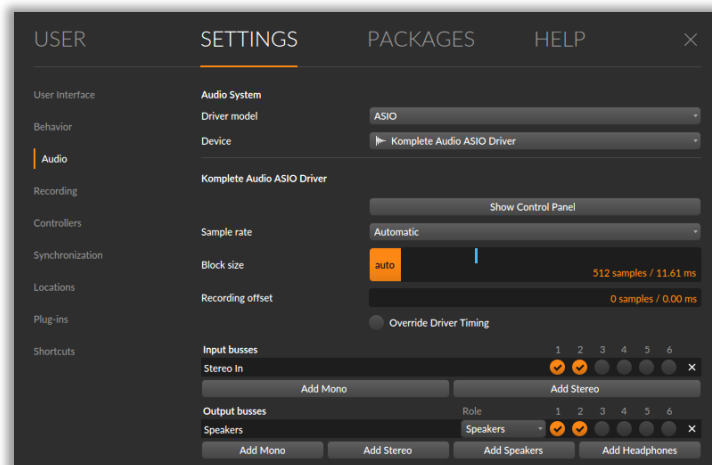 USER SETTINGS PACKAGES HELP
User Interface
Behavior
Audio
Recording
Controllers
Synchronization
Locations
Plug-ins
Shortcuts
Audio System
Driver model ASIO
Device Komplete Audio ASIO Driver
Komplete Audio ASIO Driver
Show Control Panel
Sample rate Automatic
Block size auto 512 samples / 11.61 ms
Recording offset 0 samples / 0.00 ms
Override Driver Timing
Input busses 1 2 3 4 5 6
Stereo In
Add Mono Add Stereo
Output busses Role 1 2 3 4 5 6
Speakers Speakers
Add Mono Add Stereo Add Speakers Add Headphones